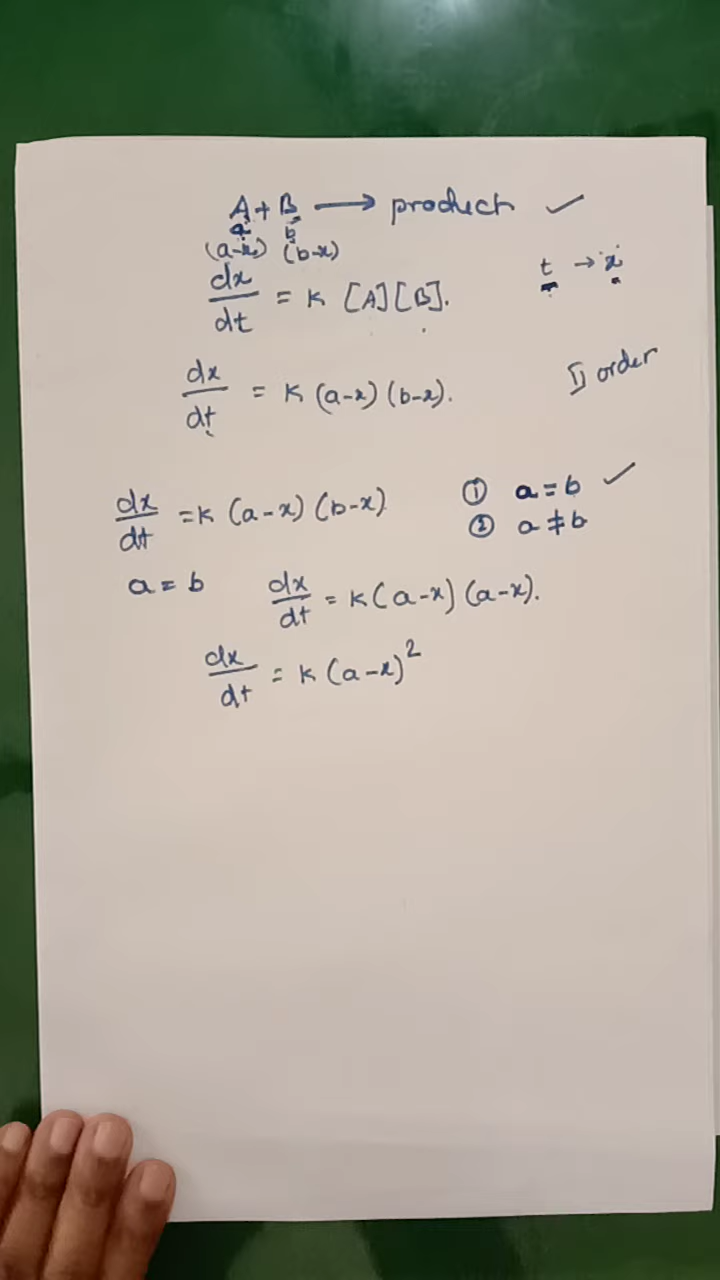 A + B ⟶ product ✓
a b
(a-x) (b-x)
dx/dt = K [A][B]. t → x
dx/dt = K (a-x) (b-x). II order
dx/dt = K (a-x) (b-x) ① a = b ✓
② a ≠ b
a = b dx/dt = K (a-x) (a-x).
dx/dt = K (a-x)²